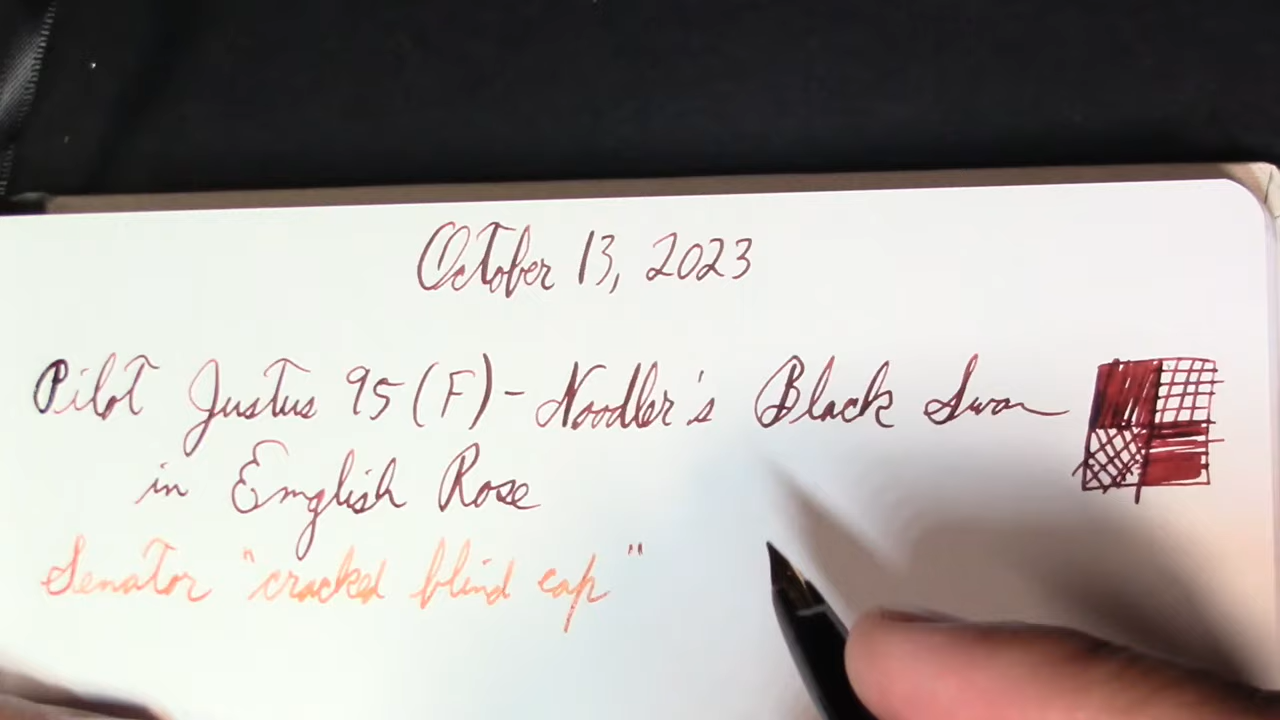 October 13, 2023
Pilot Justus 95 (F) - Noodler's Black Swan
in English Rose
Senator "cracked blind cap"